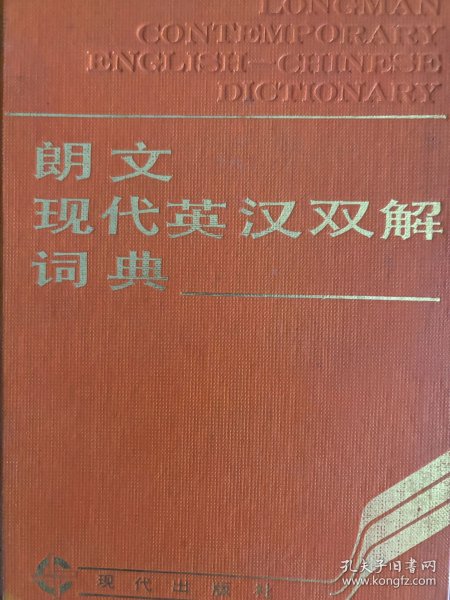 LONGMAN
CONTEMPORARY
ENGLISH—CHINESE
DICTIONARY
朗文
现代英汉双解
词典
现代出版社
孔夫子旧书网
www.kongfz.com